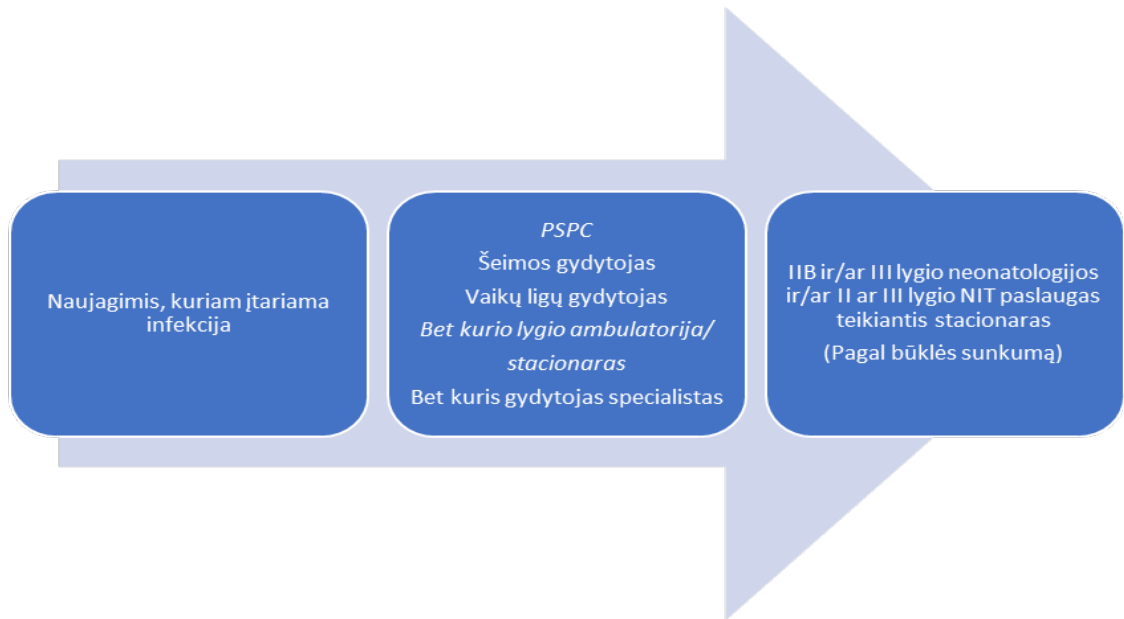 Naujagimis, kuriam įtariama
infekcija
PSPC
Šeimos gydytojas
Vaikų ligų gydytojas
Bet kurio lygio ambulatorija/
stacionaras
Bet kuris gydytojas specialistas
IIB ir/ar III lygio neonatologijos
ir/ar II ar III lygio NIT paslaugas
teikiantis stacionaras
(Pagal būklės sunkumą)